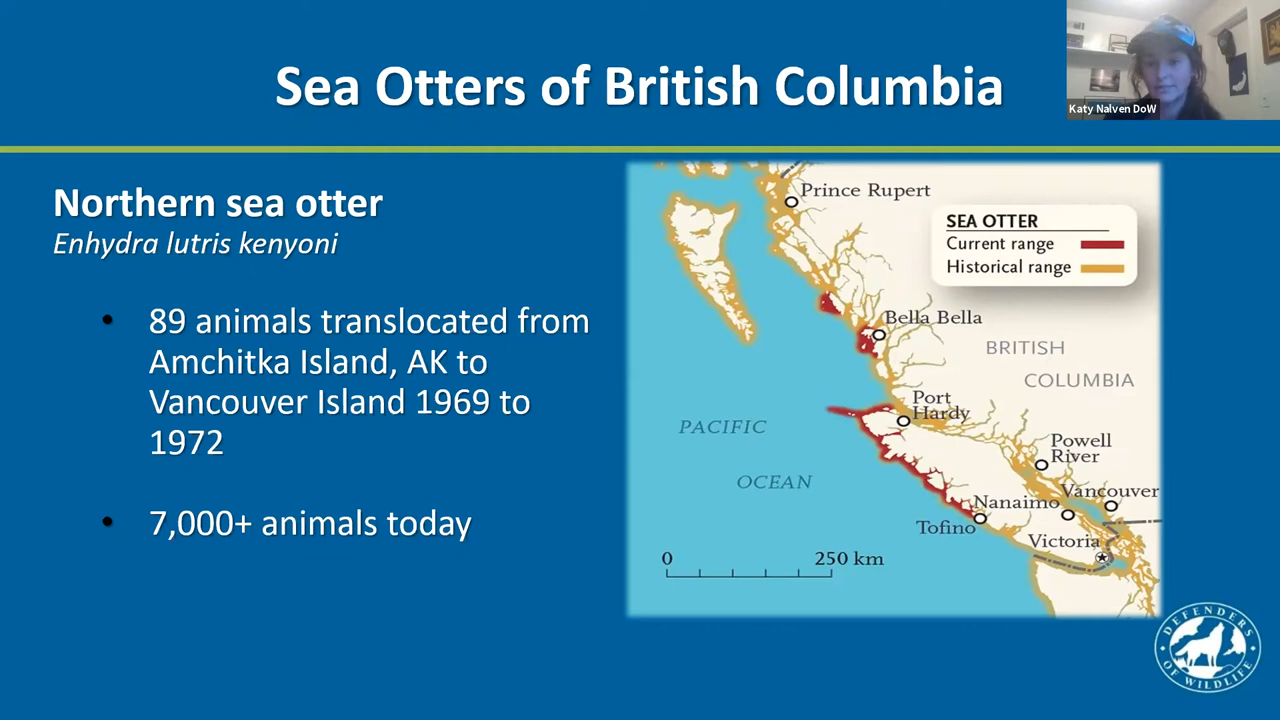 Sea Otters of British Columbia
Katy Nalven DoW
Northern sea otter
Enhydra lutris kenyoni
• 89 animals translocated from
Amchitka Island, AK to
Vancouver Island 1969 to
1972
• 7,000+ animals today
Prince Rupert
SEA OTTER
Current range
Historical range
Bella Bella
BRITISH
COLUMBIA
Port
Hardy
PACIFIC
OCEAN
Powell
River
Vancouver
Nanaimo
Tofino
Victoria
0 250 km
DEFENDERS
OF WILDLIFE